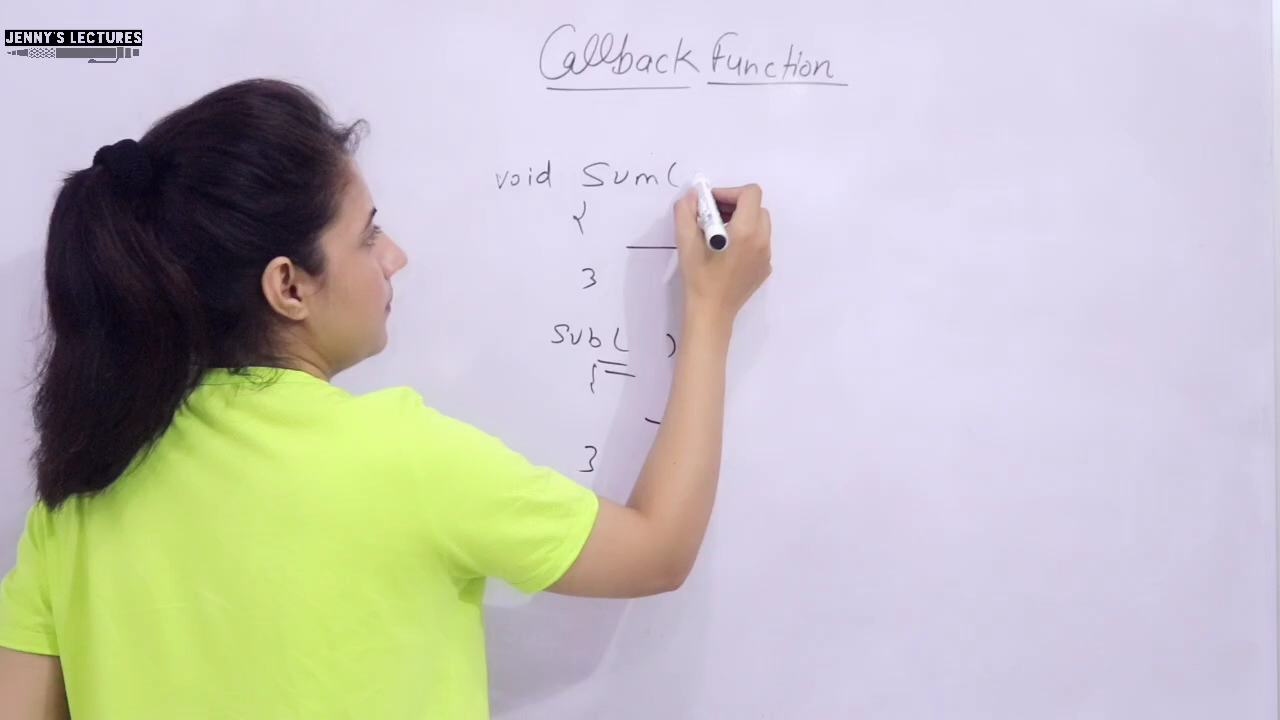 JENNY'S LECTURES
Callback Function
void Sum(
{
}
Sub( )
{
}